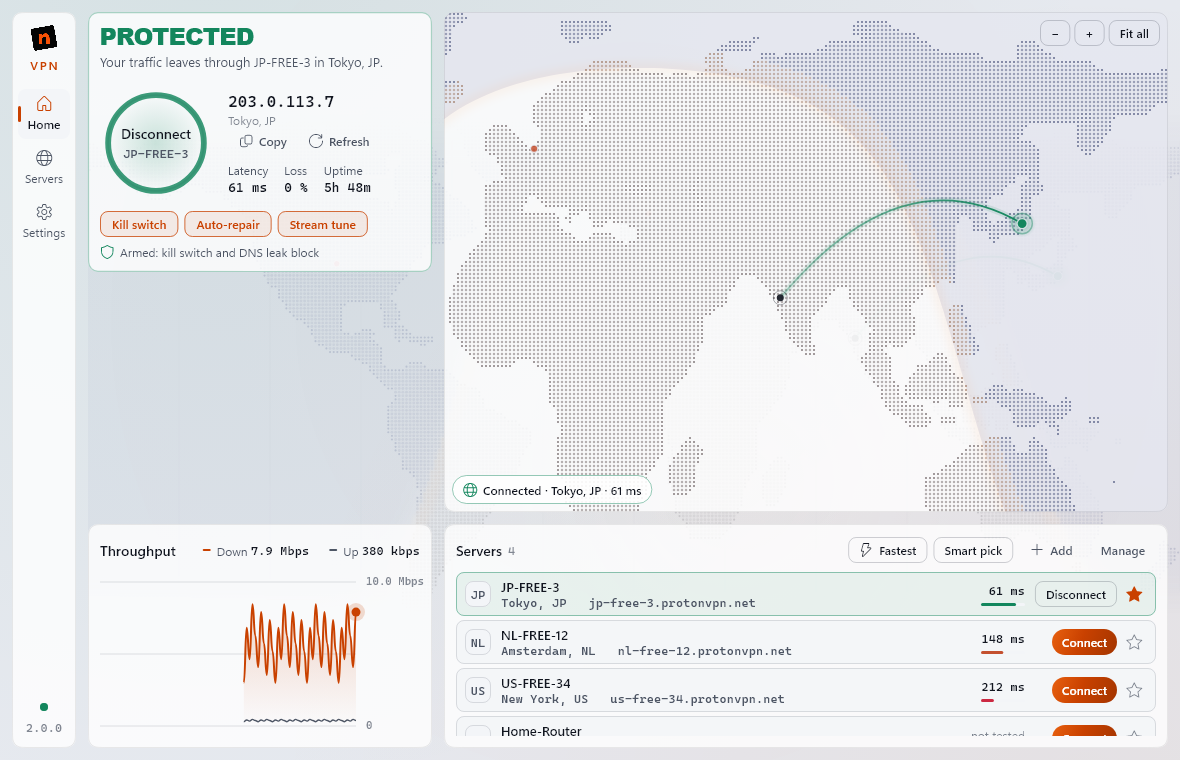 n
VPN
Home
Servers
Settings
2.0.0
PROTECTED
Your traffic leaves through JP-FREE-3 in Tokyo, JP.
Disconnect
JP-FREE-3
203.0.113.7
Tokyo, JP
Copy Refresh
Latency Loss Uptime
61 ms 0 % 5h 48m
Kill switch Auto-repair Stream tune
Armed: kill switch and DNS leak block
− + Fit all
Connected · Tokyo, JP · 61 ms
Throughput Down 7.9 Mbps Up 380 kbps
10.0 Mbps
0
Servers 4 Fastest Smart pick Add Manage
JP JP-FREE-3 61 ms Disconnect
Tokyo, JP jp-free-3.protonvpn.net
NL NL-FREE-12 148 ms Connect
Amsterdam, NL nl-free-12.protonvpn.net
US US-FREE-34 212 ms Connect
New York, US us-free-34.protonvpn.net
Home-Router not tested Connect